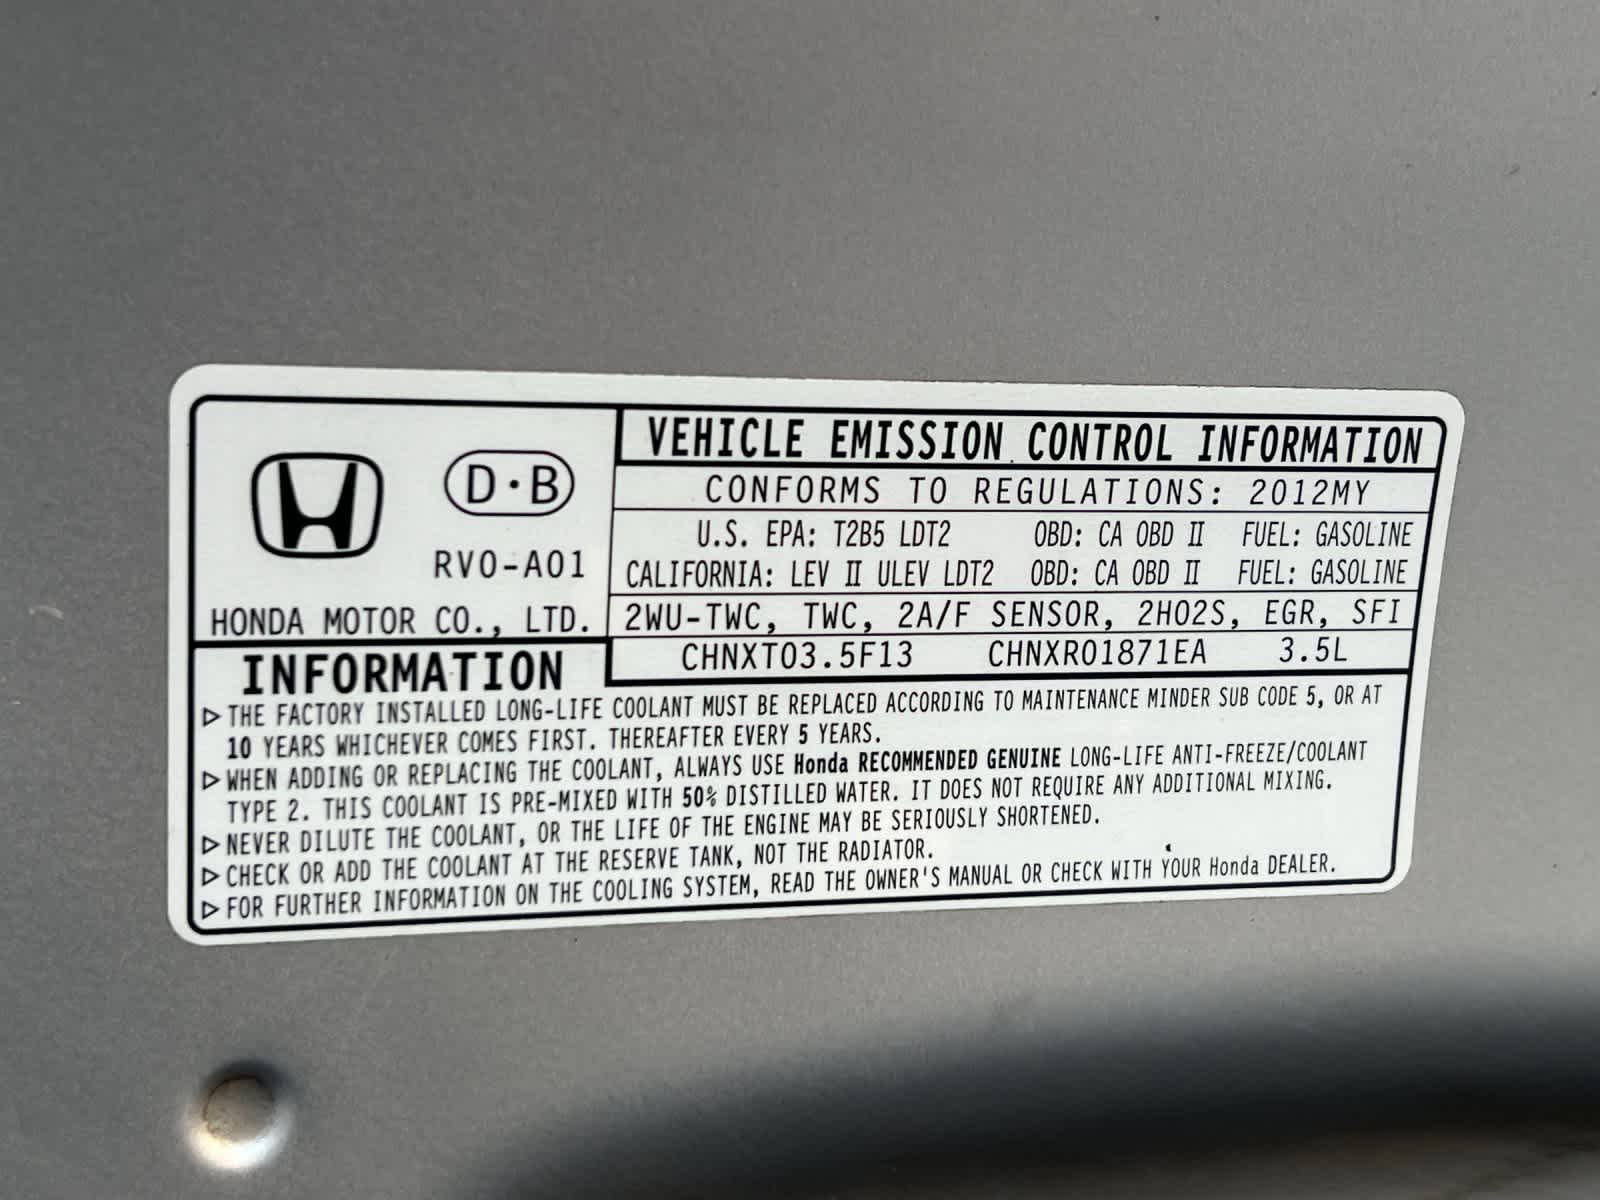 D·B
RV0-A01
HONDA MOTOR CO., LTD.
VEHICLE EMISSION CONTROL INFORMATION
CONFORMS TO REGULATIONS: 2012MY
U.S. EPA: T2B5 LDT2 OBD: CA OBD II FUEL: GASOLINE
CALIFORNIA: LEV II ULEV LDT2 OBD: CA OBD II FUEL: GASOLINE
2WU-TWC, TWC, 2A/F SENSOR, 2HO2S, EGR, SFI
CHNXT03.5F13 CHNXR01871EA 3.5L
INFORMATION
▷THE FACTORY INSTALLED LONG-LIFE COOLANT MUST BE REPLACED ACCORDING TO MAINTENANCE MINDER SUB CODE 5, OR AT
10 YEARS WHICHEVER COMES FIRST. THEREAFTER EVERY 5 YEARS.
▷WHEN ADDING OR REPLACING THE COOLANT, ALWAYS USE Honda RECOMMENDED GENUINE LONG-LIFE ANTI-FREEZE/COOLANT
TYPE 2. THIS COOLANT IS PRE-MIXED WITH 50% DISTILLED WATER. IT DOES NOT REQUIRE ANY ADDITIONAL MIXING.
▷NEVER DILUTE THE COOLANT, OR THE LIFE OF THE ENGINE MAY BE SERIOUSLY SHORTENED.
▷CHECK OR ADD THE COOLANT AT THE RESERVE TANK, NOT THE RADIATOR.
▷FOR FURTHER INFORMATION ON THE COOLING SYSTEM, READ THE OWNER'S MANUAL OR CHECK WITH YOUR Honda DEALER.